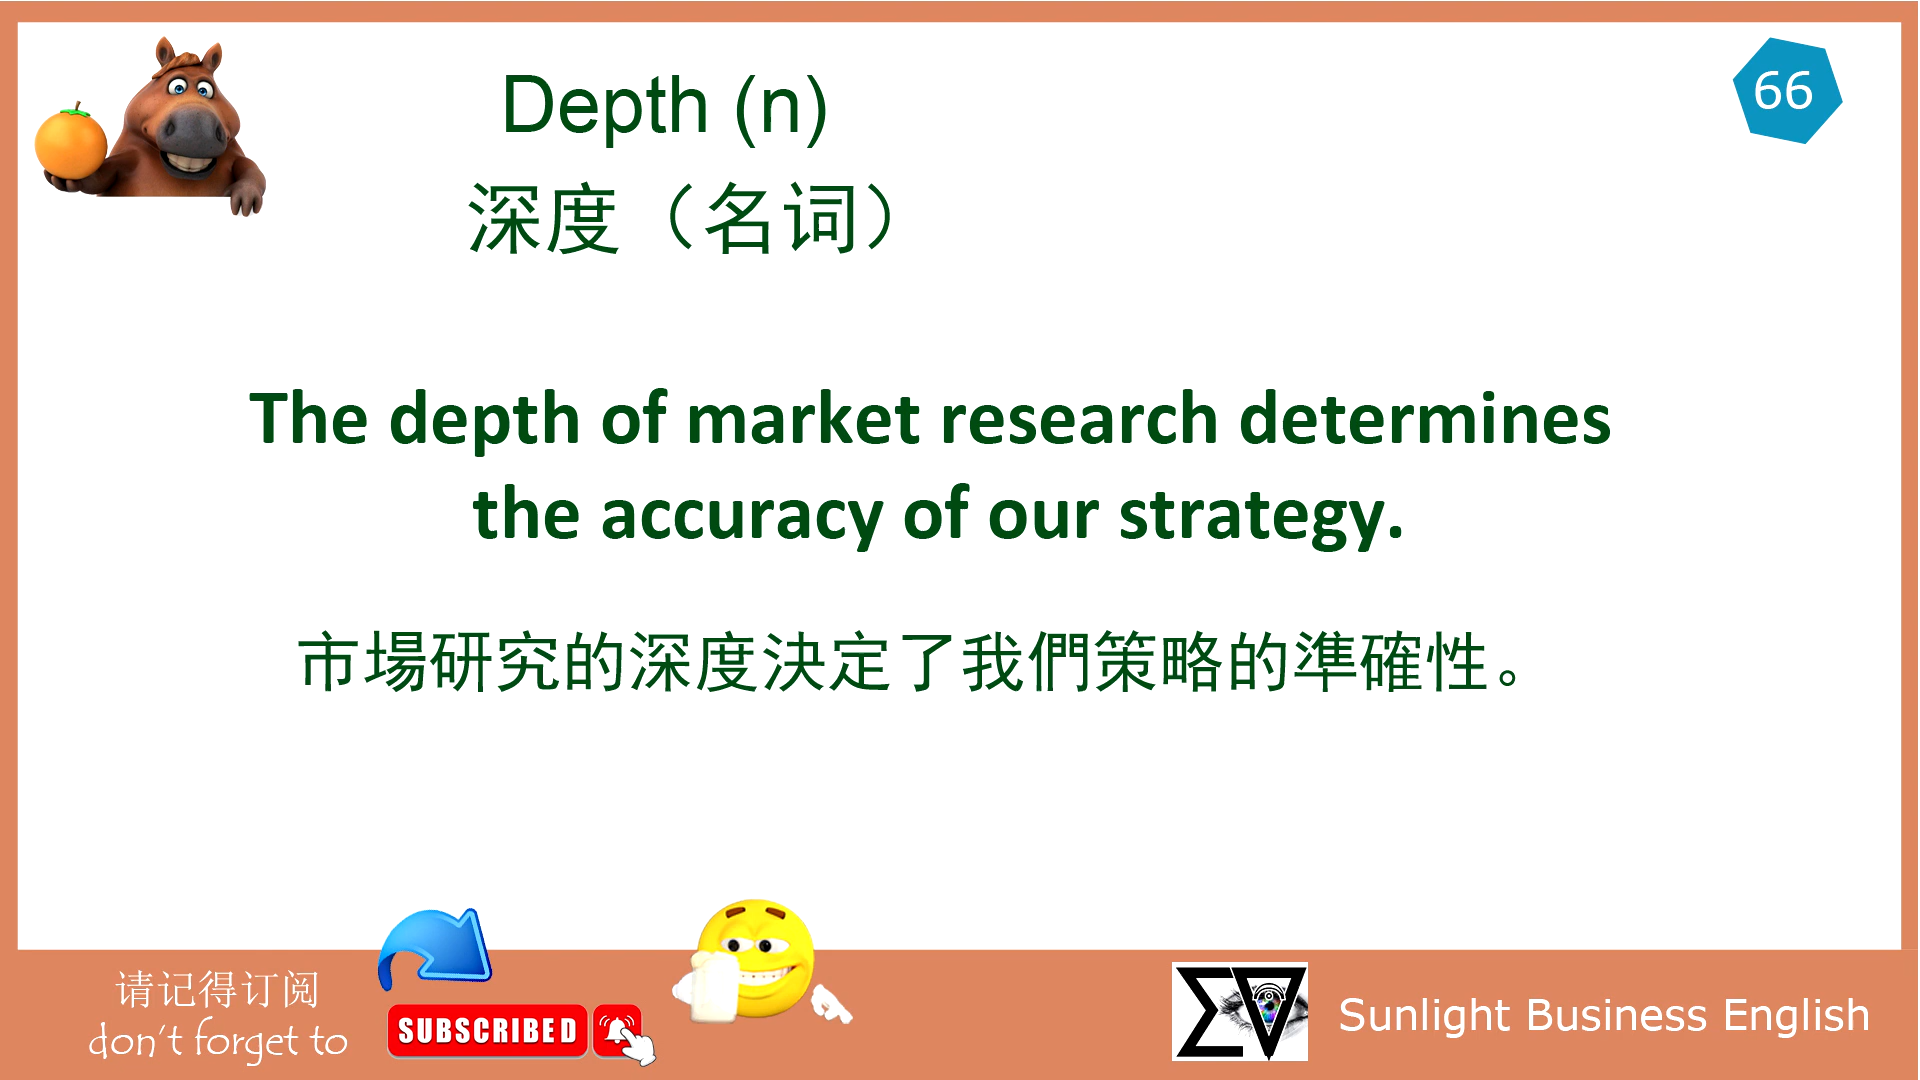 Depth (n)
66
深度（名词）
The depth of market research determines
the accuracy of our strategy.
市場研究的深度決定了我們策略的準確性。
请记得订阅
don't forget to
SUBSCRIBED
Sunlight Business English